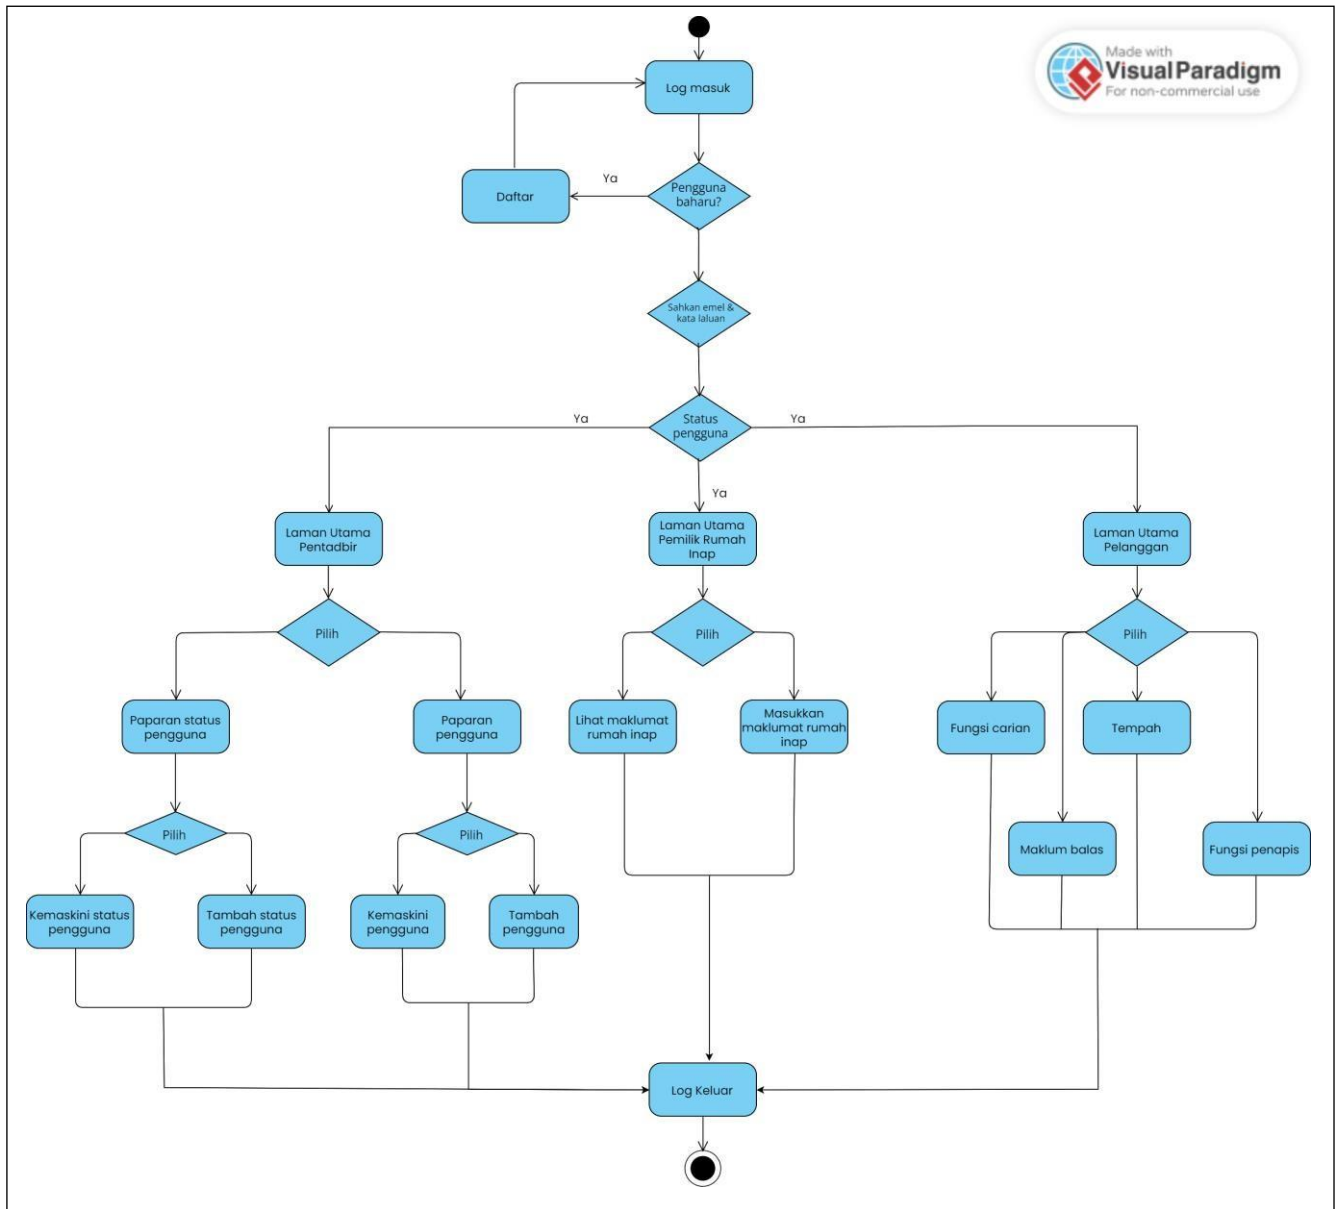 Made with
Visual Paradigm
For non-commercial use
Log masuk
Pengguna
baharu?
Ya
Daftar
Sahkan emel &
kata laluan
Status
pengguna
Ya
Ya
Ya
Laman Utama
Pentadbir
Laman Utama
Pemilik Rumah
Inap
Laman Utama
Pelanggan
Pilih
Pilih
Pilih
Paparan status
pengguna
Paparan
pengguna
Lihat maklumat
rumah inap
Masukkan
maklumat rumah
inap
Fungsi carian
Tempah
Pilih
Pilih
Maklum balas
Fungsi penapis
Kemaskini status
pengguna
Tambah status
pengguna
Kemaskini
pengguna
Tambah
pengguna
Log Keluar